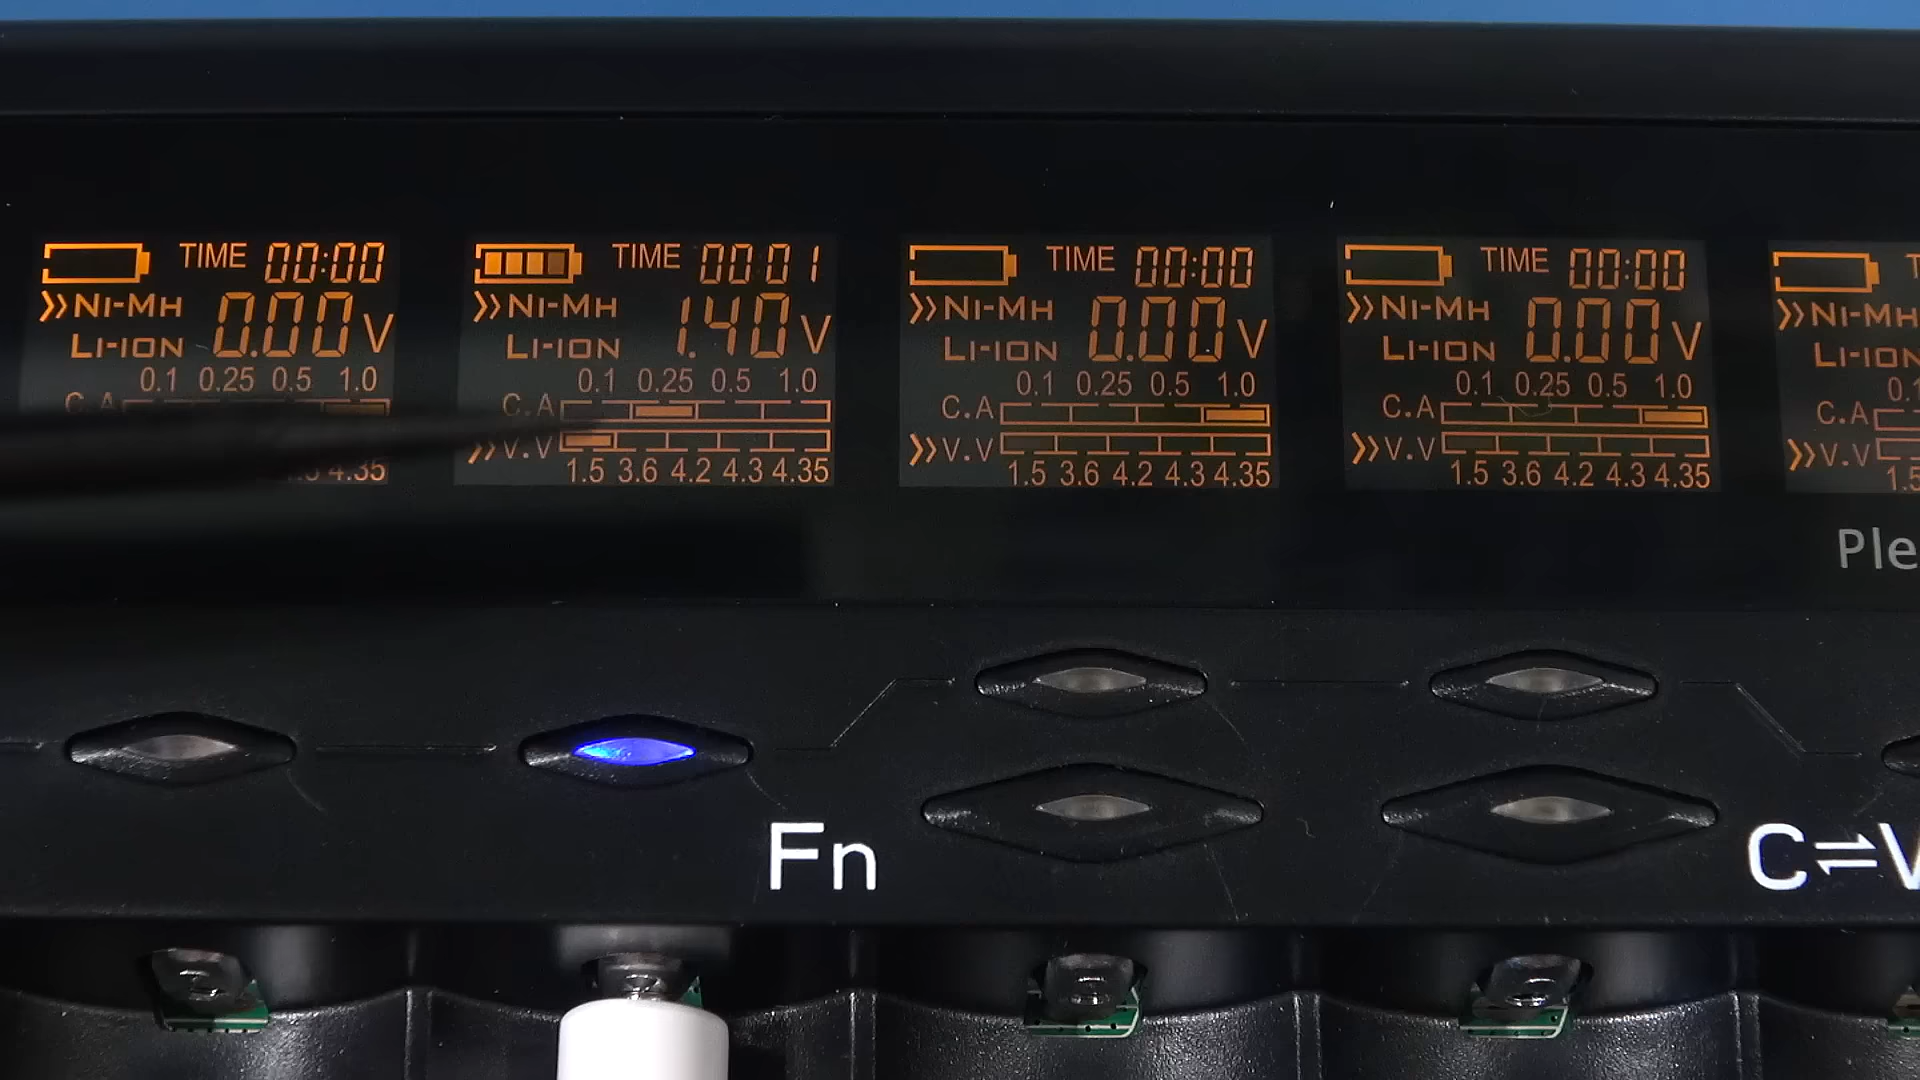 TIME 00:00
»Ni-MH 0.00 V
Li-ION
0.1 0.25 0.5 1.0
C.A
4.35
TIME 00:01
»Ni-MH 1.40 V
Li-ION
0.1 0.25 0.5 1.0
C.A
»V.V
1.5 3.6 4.2 4.3 4.35
TIME 00:00
»Ni-MH 0.00 V
Li-ION
0.1 0.25 0.5 1.0
C.A
»V.V
1.5 3.6 4.2 4.3 4.35
TIME 00:00
»Ni-MH 0.00 V
Li-ION
0.1 0.25 0.5 1.0
C.A
»V.V
1.5 3.6 4.2 4.3 4.35
»Ni-MH
Li-ION
C.A
»V.V
Ple
Fn
C⇌V